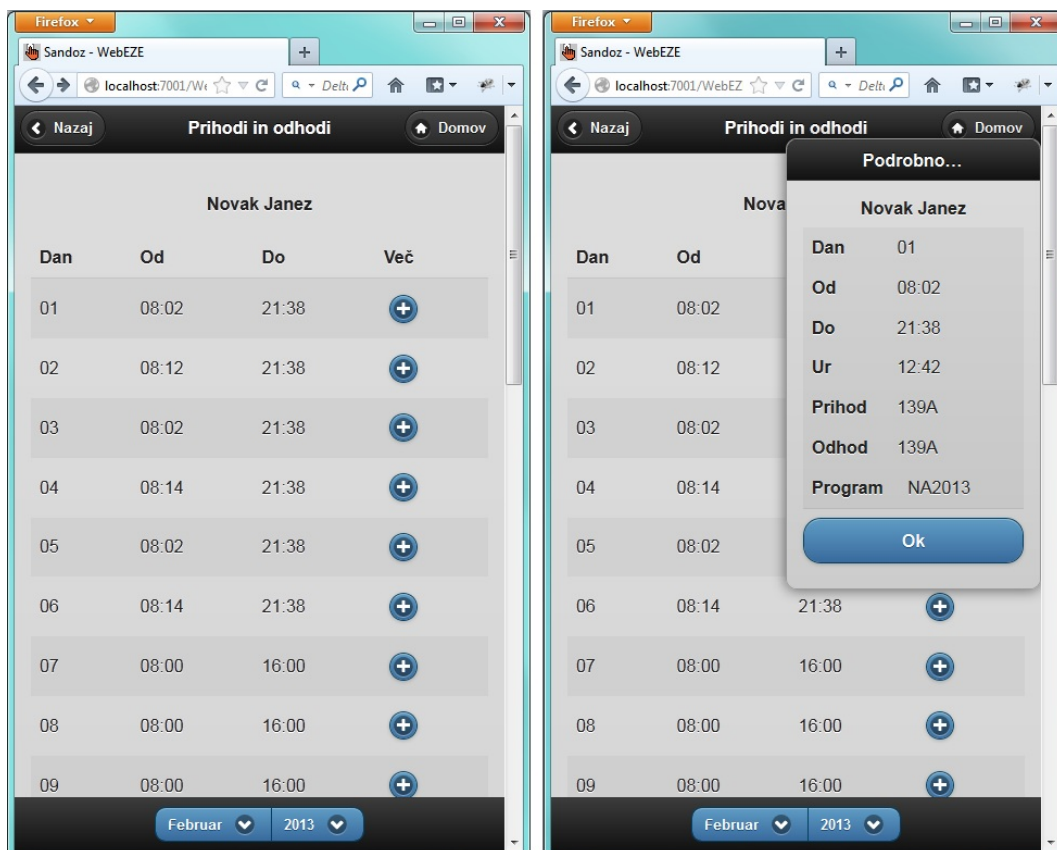 Firefox
Sandoz - WebEZE
localhost:7001/We
Delt
Nazaj
Prihodi in odhodi
Domov
Novak Janez
Dan Od Do Več
01 08:02 21:38
02 08:12 21:38
03 08:02 21:38
04 08:14 21:38
05 08:02 21:38
06 08:14 21:38
07 08:00 16:00
08 08:00 16:00
09 08:00 16:00
Februar 2013
Firefox
Sandoz - WebEZE
localhost:7001/WebEZ
Delt
Nazaj
Prihodi in odhodi
Domov
Nova
Dan Od
01 08:02
02 08:12
03 08:02
04 08:14
05 08:02
06 08:14 21:38
07 08:00 16:00
08 08:00 16:00
09 08:00 16:00
Februar 2013
Podrobno...
Novak Janez
Dan 01
Od 08:02
Do 21:38
Ur 12:42
Prihod 139A
Odhod 139A
Program NA2013
Ok